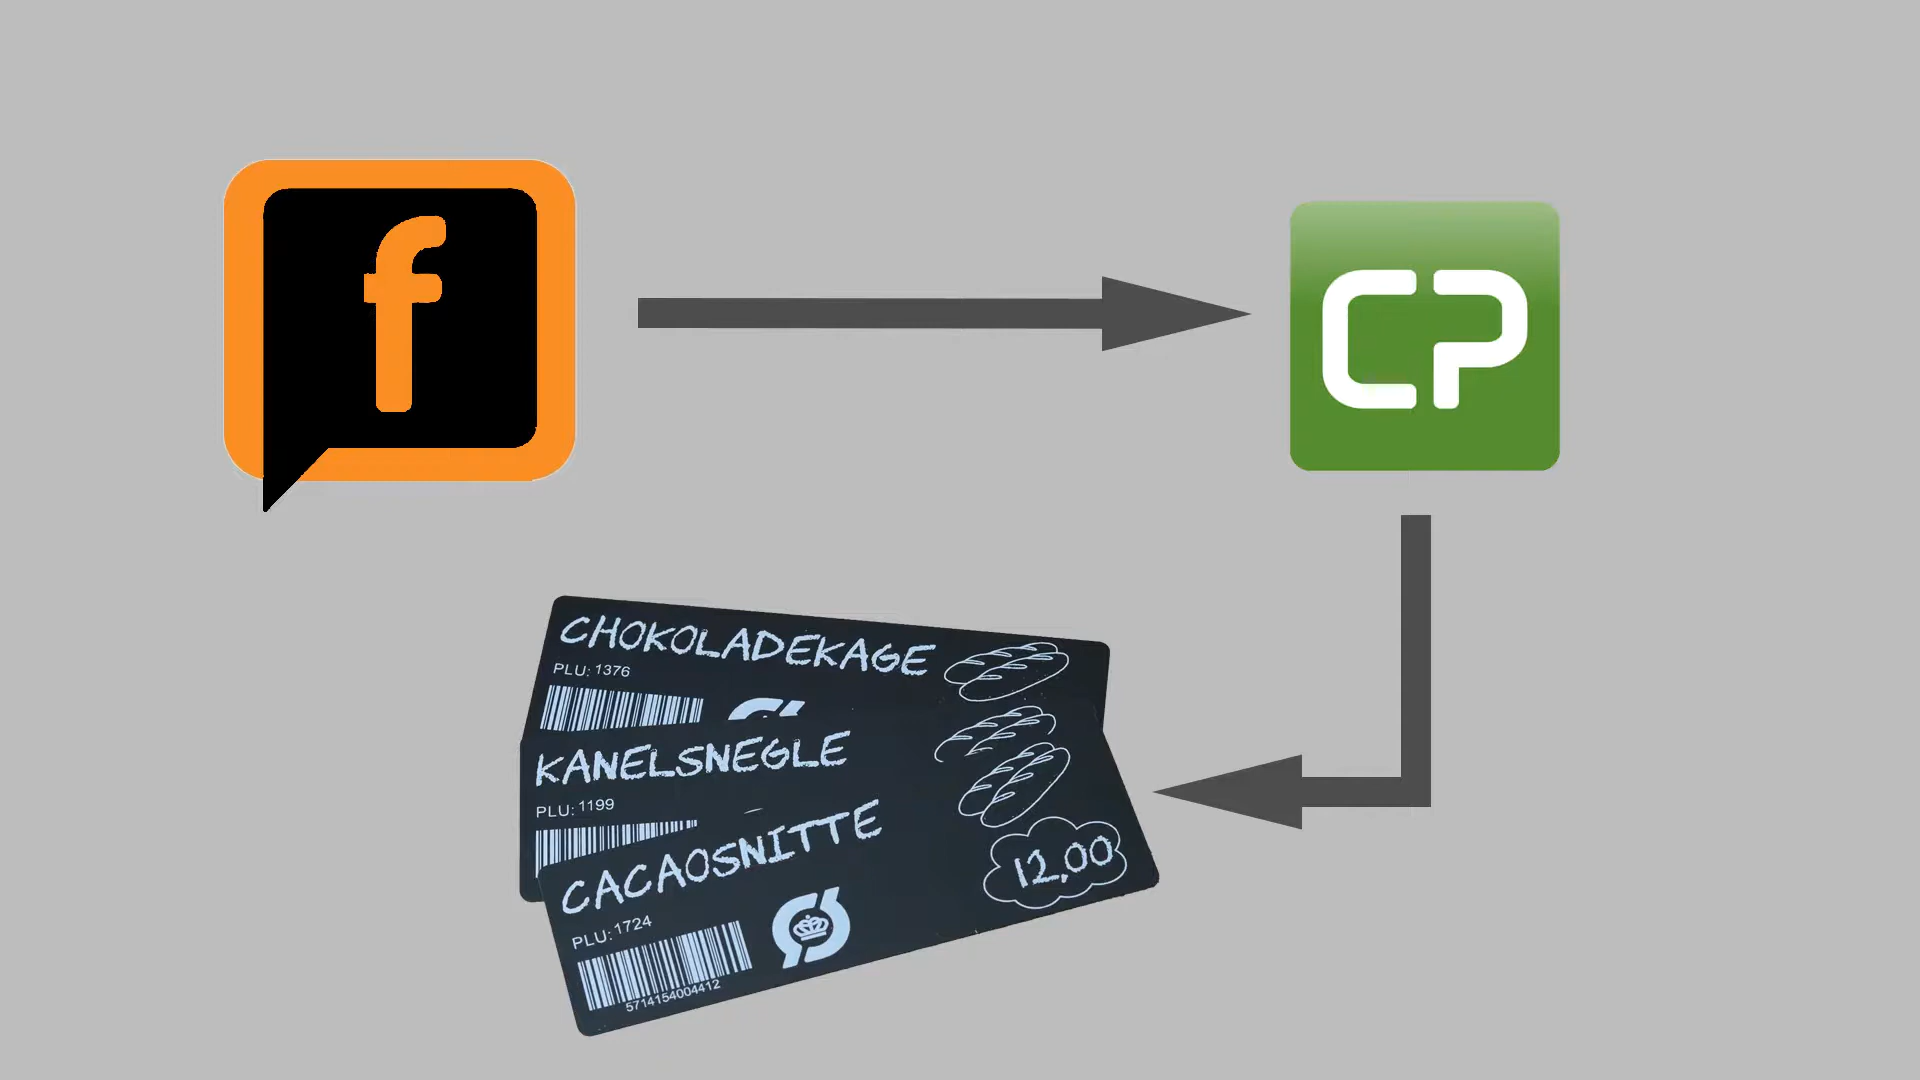 f
CP
CHOKOLADEKAGE
PLU: 1376
KANELSNEGLE
PLU: 1199
CACAOSNITTE
PLU: 1724
5714154004412
12,00